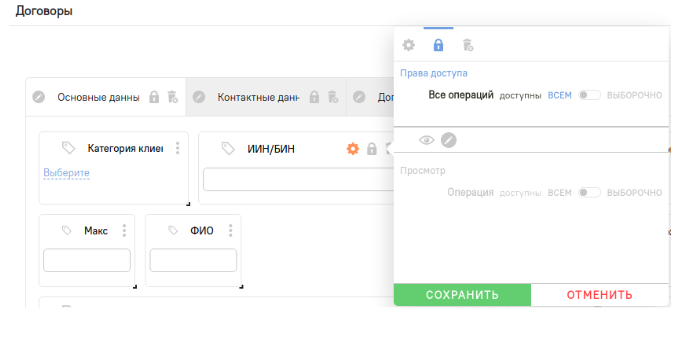 Договоры
Права доступа
Все операций доступны ВСЕМ ВЫБОРОЧНО
Основные данны
Контактные данн
Категория клиен
ИИН/БИН
Выберите
Просмотр
Операция доступны ВСЕМ ВЫБОРОЧНО
Макс
ФИО
СОХРАНИТЬ ОТМЕНИТЬ